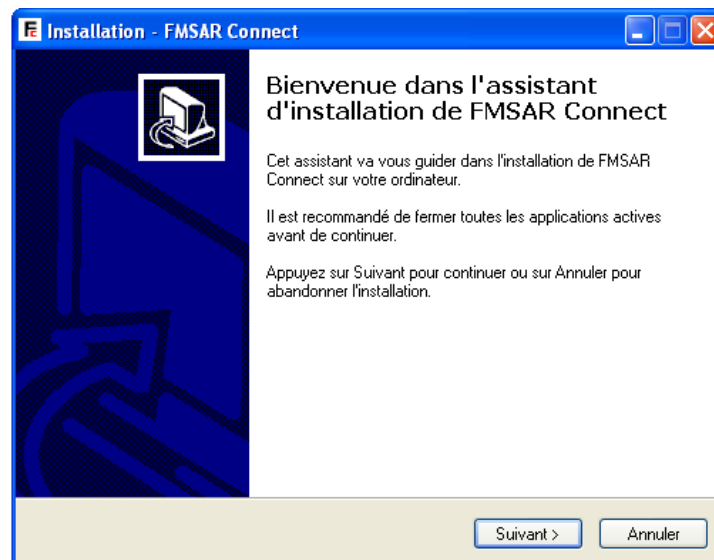 Installation - FMSAR Connect
Bienvenue dans l'assistant
d'installation de FMSAR Connect
Cet assistant va vous guider dans l'installation de FMSAR
Connect sur votre ordinateur.
Il est recommandé de fermer toutes les applications actives
avant de continuer.
Appuyez sur Suivant pour continuer ou sur Annuler pour
abandonner l'installation.
Suivant >
Annuler